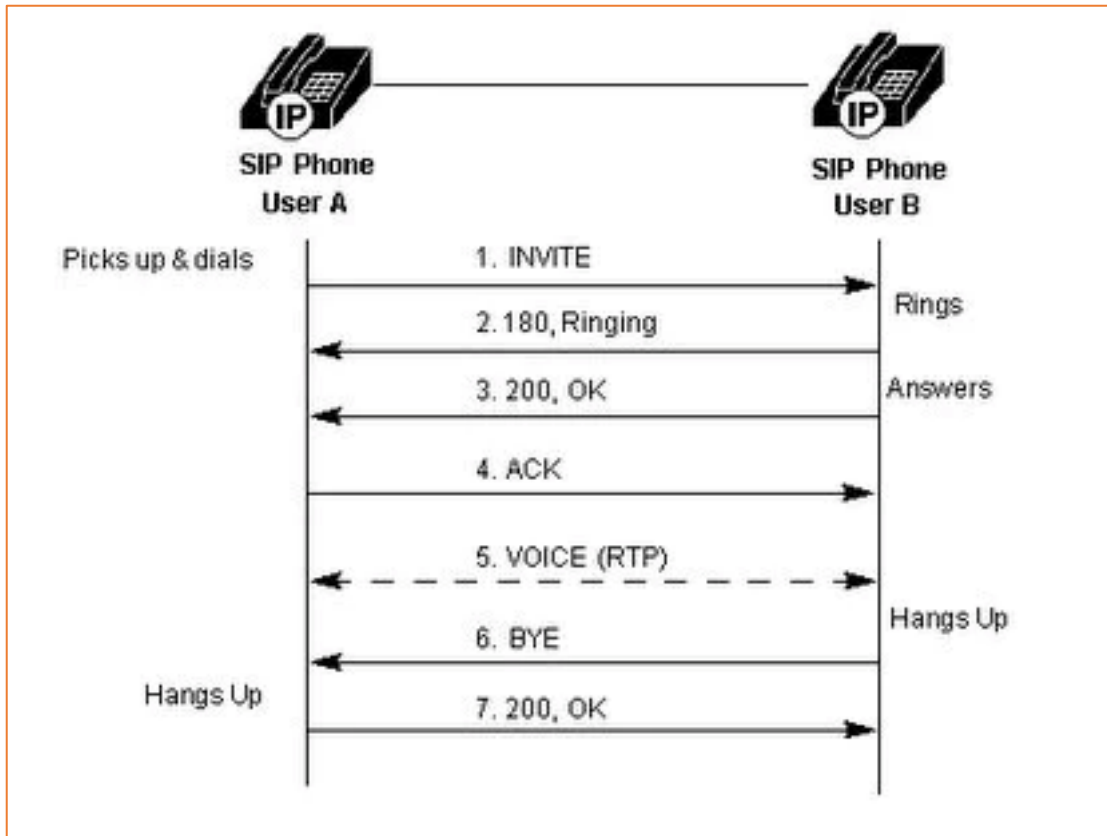 IP
IP
SIP Phone
User A
SIP Phone
User B
Picks up & dials
1. INVITE
Rings
2. 180, Ringing
3. 200, OK
Answers
4. ACK
5. VOICE (RTP)
Hangs Up
6. BYE
Hangs Up
7. 200, OK